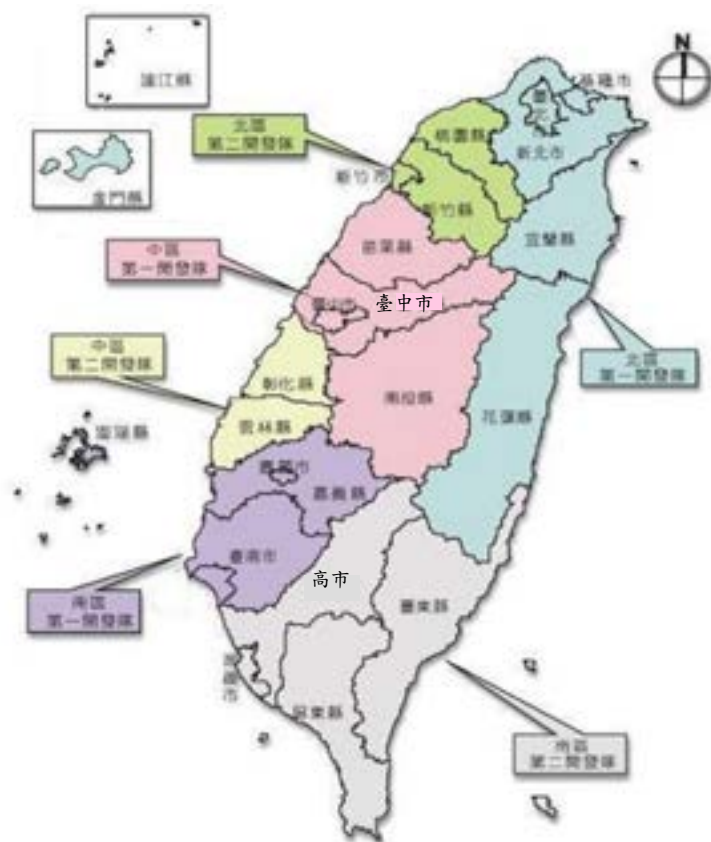 N
連江縣
基隆市
臺北
北區
第二開發隊
桃園縣
新北市
新竹市
金門縣
新竹縣
宜蘭縣
苗栗縣
中區
第一開發隊
臺中市
中區
第二開發隊
北區
第一開發隊
彰化縣
南投縣
花蓮縣
雲林縣
澎湖縣
嘉義市
嘉義縣
臺南市
高市
南區
第一開發隊
臺東縣
高雄市
屏東縣
南區
第二開發隊